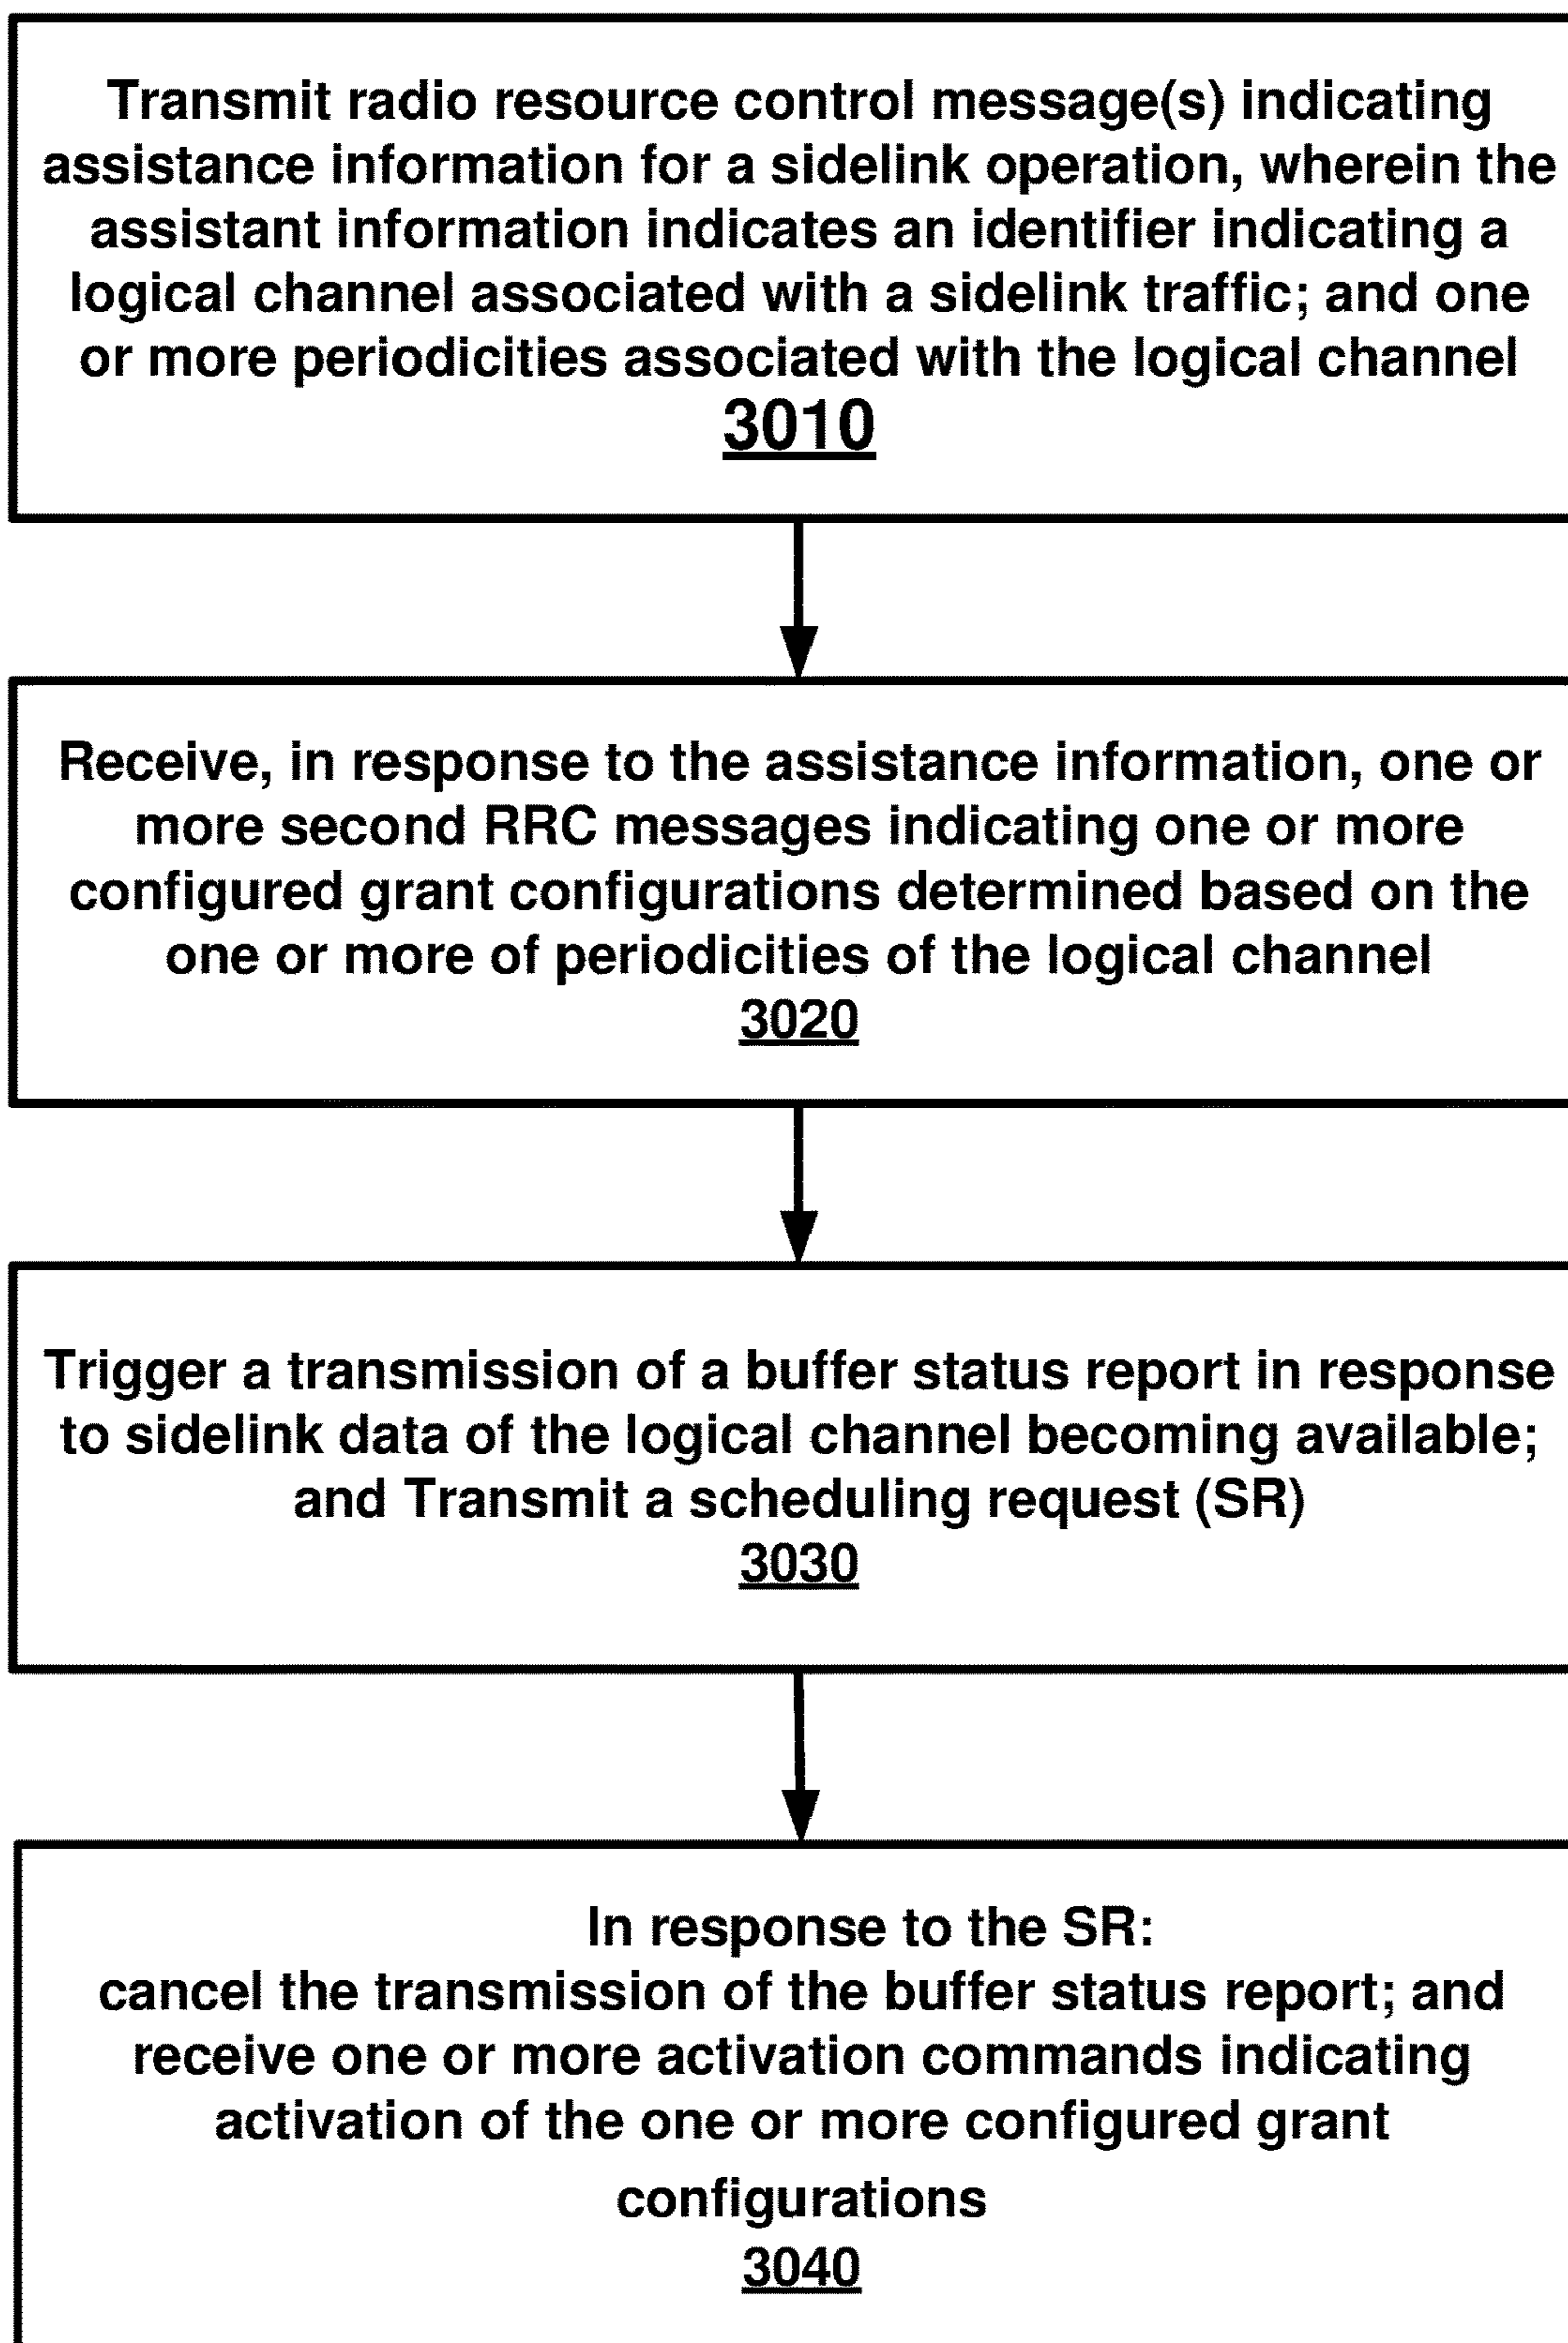 Transmit radio resource control message(s) indicating
assistance information for a sidelink operation, wherein the
assistant information indicates an identifier indicating a
logical channel associated with a sidelink traffic; and one
or more periodicities associated with the logical channel
3010
Receive, in response to the assistance information, one or
more second RRC messages indicating one or more
configured grant configurations determined based on the
one or more of periodicities of the logical channel
3020
Trigger a transmission of a buffer status report in response
to sidelink data of the logical channel becoming available;
and Transmit a scheduling request (SR)
3030
In response to the SR:
cancel the transmission of the buffer status report; and
receive one or more activation commands indicating
activation of the one or more configured grant
configurations
3040